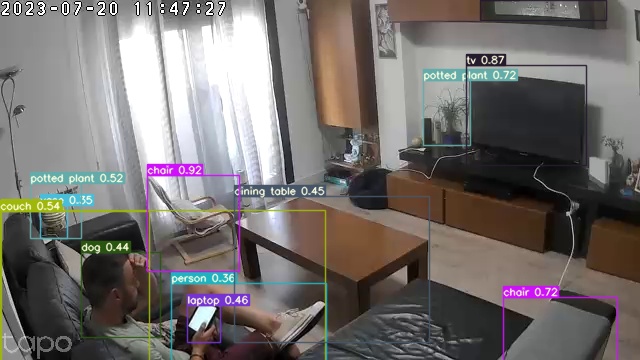 2023-07-20 11:47:27
tv 0.87
potted plant 0.72
chair 0.92
potted plant 0.52
dining table 0.45
0.35
couch 0.54
dog 0.44
person 0.36
laptop 0.46
chair 0.72
tapo